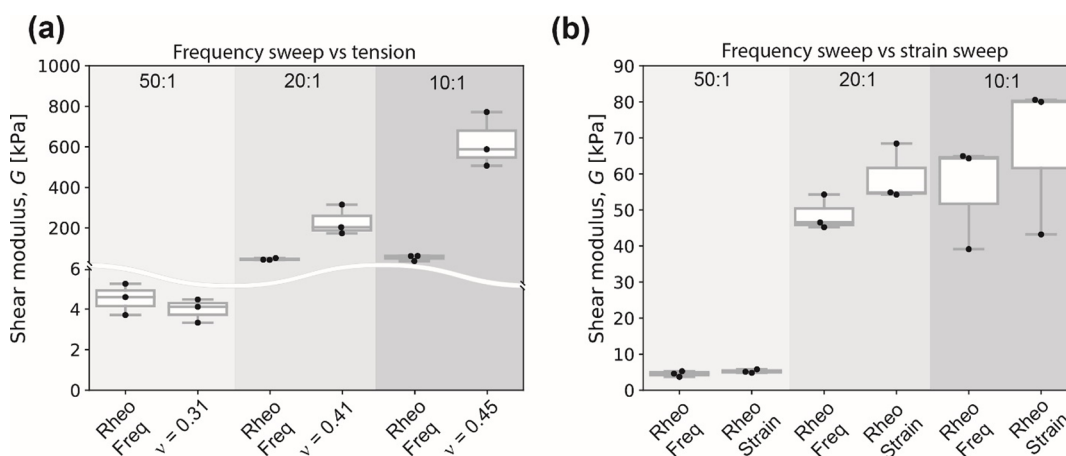 (a)
Frequency sweep vs tension
Shear modulus, G [kPa]
1000
800
600
400
200
6
4
2
0
50:1
20:1
10:1
Rheo
Freq
ν = 0.31
Rheo
Freq
ν = 0.41
Rheo
Freq
ν = 0.45
(b)
Frequency sweep vs strain sweep
Shear modulus, G [kPa]
90
80
70
60
50
40
30
20
10
0
50:1
20:1
10:1
Rheo
Freq
Rheo
Strain
Rheo
Freq
Rheo
Strain
Rheo
Freq
Rheo
Strain